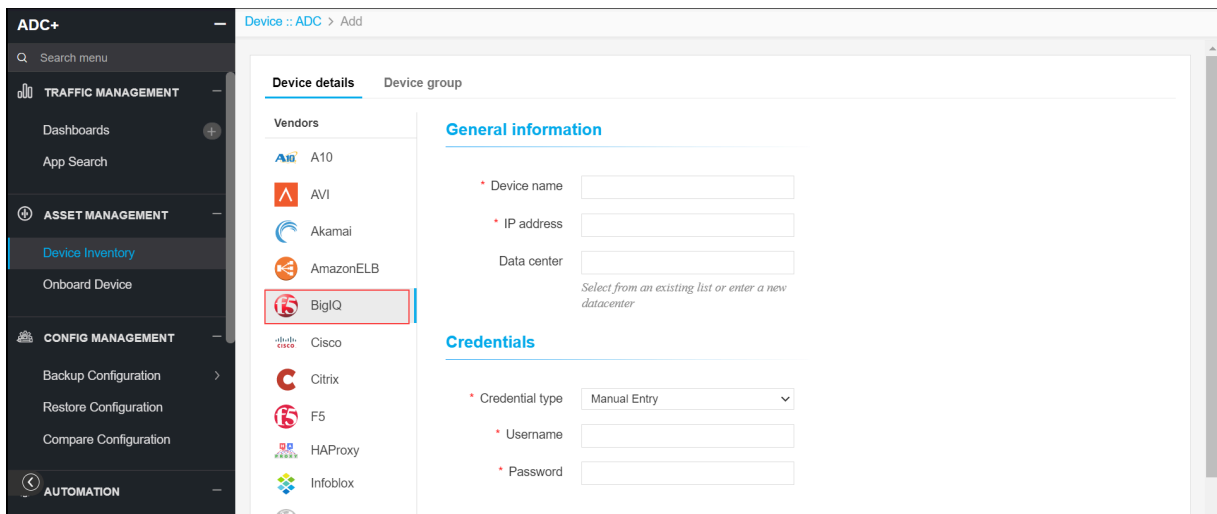 ADC+
Device :: ADC > Add
Search menu
TRAFFIC MANAGEMENT
Dashboards
App Search
ASSET MANAGEMENT
Device Inventory
Onboard Device
CONFIG MANAGEMENT
Backup Configuration
Restore Configuration
Compare Configuration
AUTOMATION
Device details
Device group
Vendors
A10 A10
AVI
Akamai
AmazonELB
f5 BigIQ
cisco Cisco
Citrix
f5 F5
HA HAProxy
Infoblox
General information
* Device name
* IP address
Data center
Select from an existing list or enter a new
datacenter
Credentials
* Credential type Manual Entry
* Username
* Password